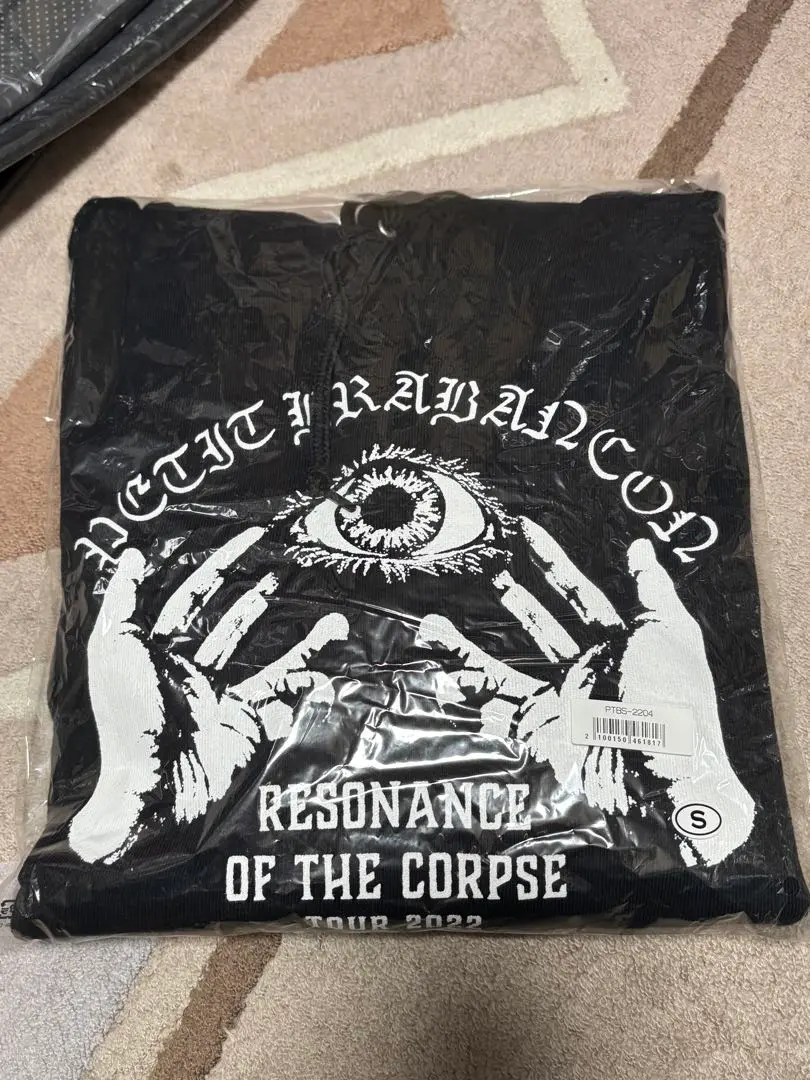 PETIT BRABANCON
PTBS-2204
2 100150 461817
S
RESONANCE
OF THE CORPSE
TOUR 2022